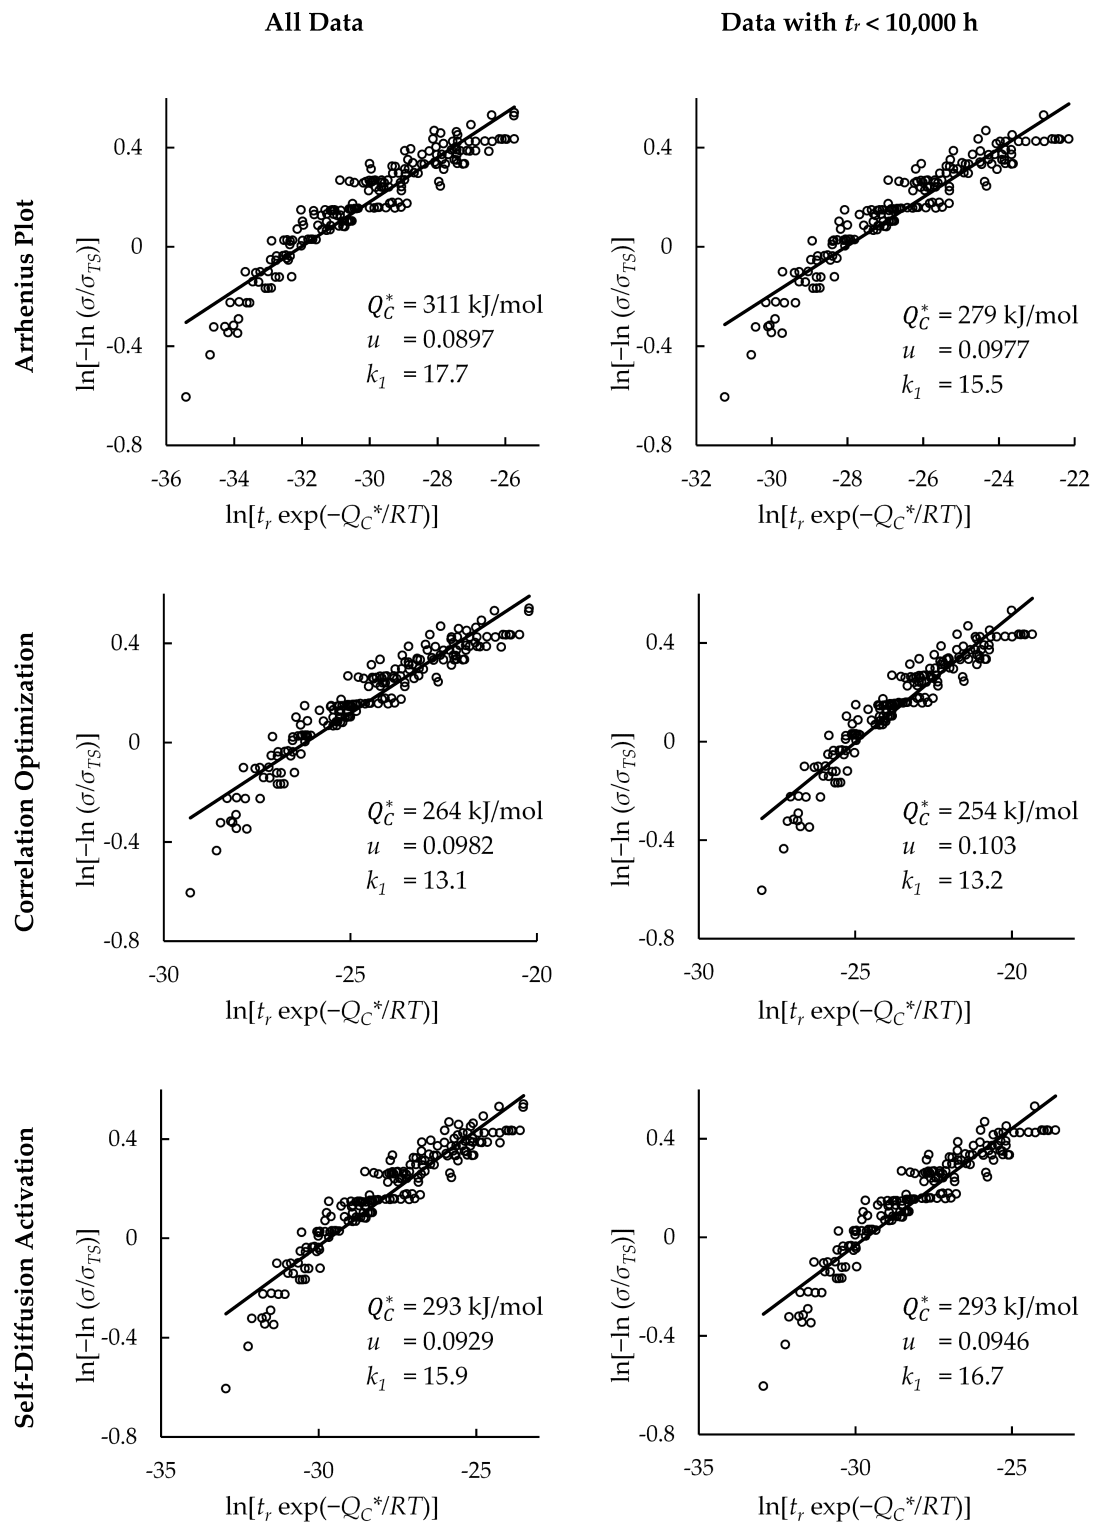 All Data
Data with tr < 10,000 h
Arrhenius Plot
ln[−ln (σ/σTS)]
0.4
0
-0.4
-0.8
QC* = 311 kJ/mol
u = 0.0897
k1 = 17.7
-36 -34 -32 -30 -28 -26
ln[tr exp(−QC*/RT)]
ln[−ln (σ/σTS)]
0.4
0
-0.4
-0.8
QC* = 279 kJ/mol
u = 0.0977
k1 = 15.5
-32 -30 -28 -26 -24 -22
ln[tr exp(−QC*/RT)]
Correlation Optimization
ln[−ln (σ/σTS)]
0.4
0
-0.4
-0.8
QC* = 264 kJ/mol
u = 0.0982
k1 = 13.1
-30 -25 -20
ln[tr exp(−QC*/RT)]
ln[−ln (σ/σTS)]
0.4
0
-0.4
-0.8
QC* = 254 kJ/mol
u = 0.103
k1 = 13.2
-30 -25 -20
ln[tr exp(−QC*/RT)]
Self-Diffusion Activation
ln[−ln (σ/σTS)]
0.4
0
-0.4
-0.8
QC* = 293 kJ/mol
u = 0.0929
k1 = 15.9
-35 -30 -25
ln[tr exp(−QC*/RT)]
ln[−ln (σ/σTS)]
0.4
0
-0.4
-0.8
QC* = 293 kJ/mol
u = 0.0946
k1 = 16.7
-35 -30 -25
ln[tr exp(−QC*/RT)]